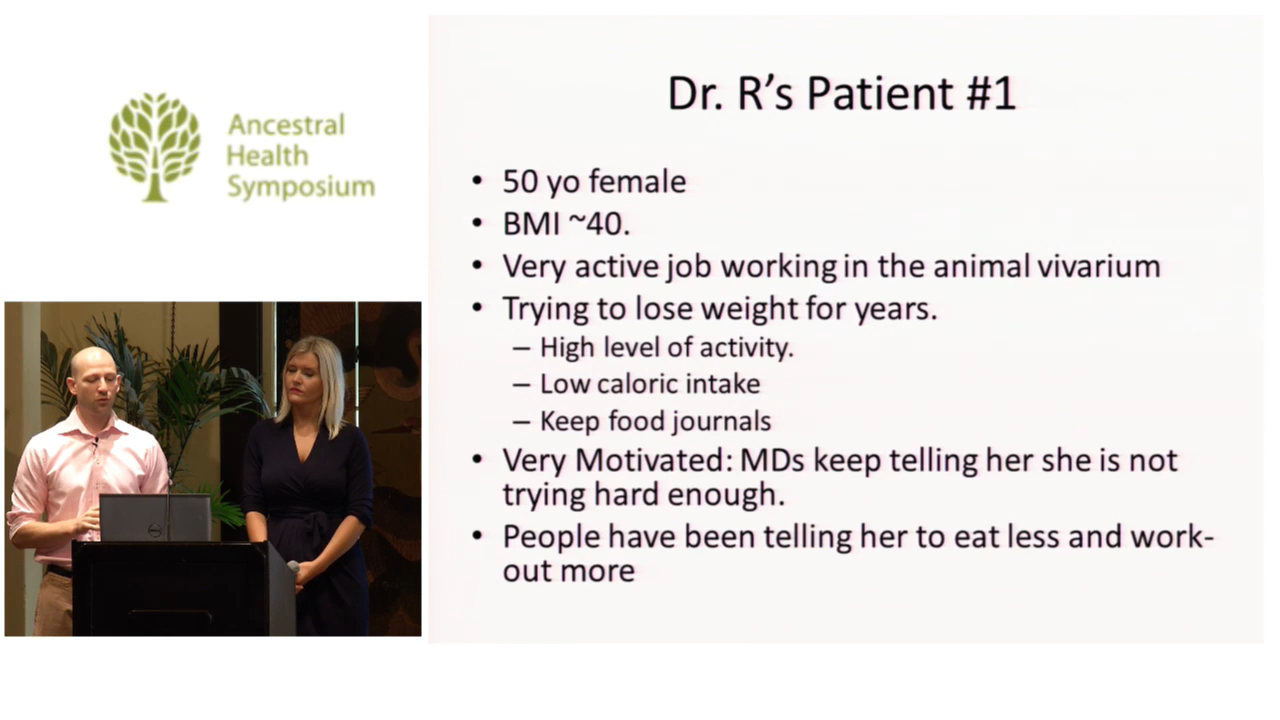 Ancestral
Health
Symposium
Dr. R's Patient #1
• 50 yo female
• BMI ~40.
• Very active job working in the animal vivarium
• Trying to lose weight for years.
– High level of activity.
– Low caloric intake
– Keep food journals
• Very Motivated: MDs keep telling her she is not
trying hard enough.
• People have been telling her to eat less and work-
out more
DELL